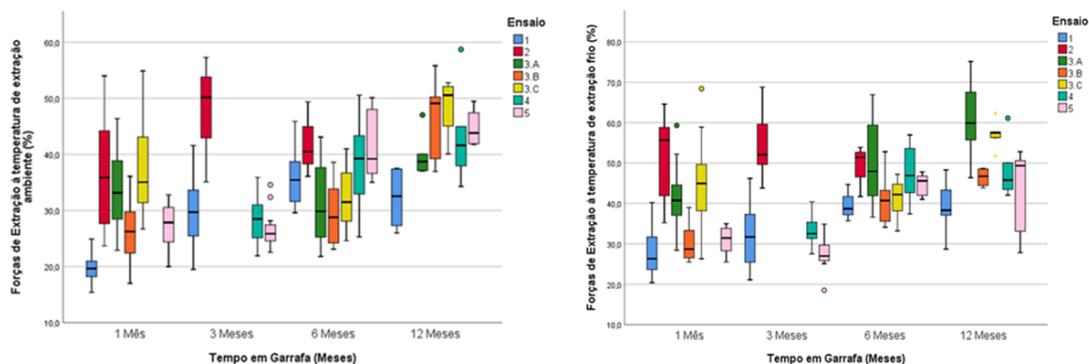 Ensaio
1
2
3.A
3.B
3.C
4
5
Forças de Extração à temperatura de extração
ambiente (%)
60,0
50,0
40,0
30,0
20,0
10,0
1 Mês 3 Meses 6 Meses 12 Meses
Tempo em Garrafa (Meses)
Ensaio
1
2
3.A
3.B
3.C
4
5
Forças de Extração à temperatura de extração frio (%)
80,0
70,0
60,0
50,0
40,0
30,0
20,0
10,0
1 Mês 3 Meses 6 Meses 12 Meses
Tempo em Garrafa (Meses)